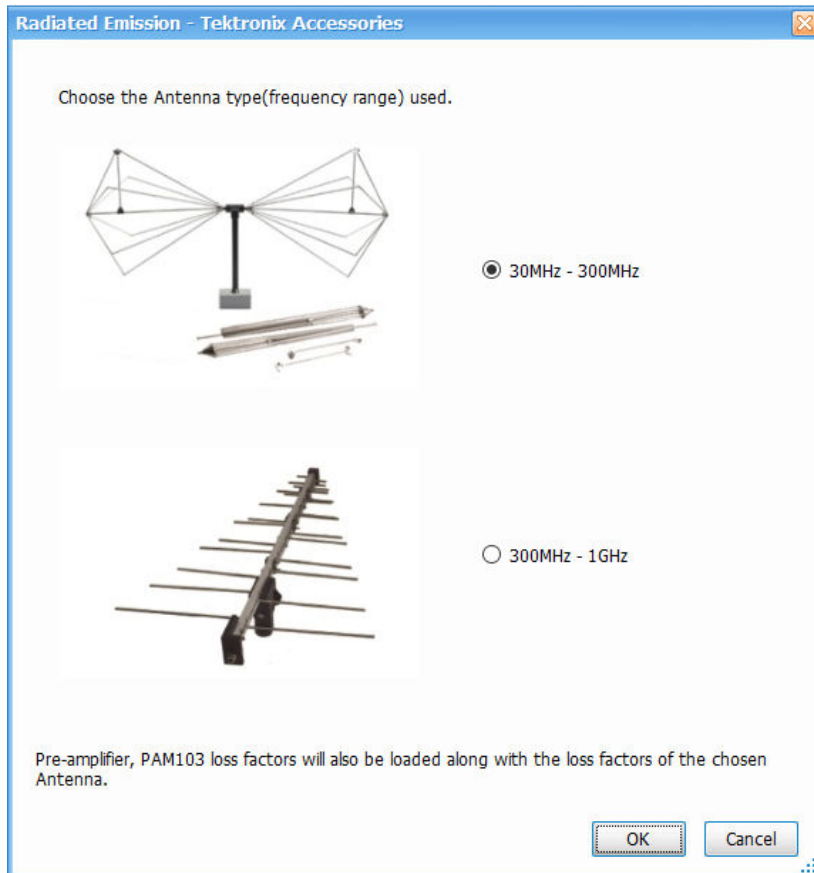 Radiated Emission - Tektronix Accessories
Choose the Antenna type(frequency range) used.
30MHz - 300MHz
300MHz - 1GHz
Pre-amplifier, PAM103 loss factors will also be loaded along with the loss factors of the chosen
Antenna.
OK
Cancel